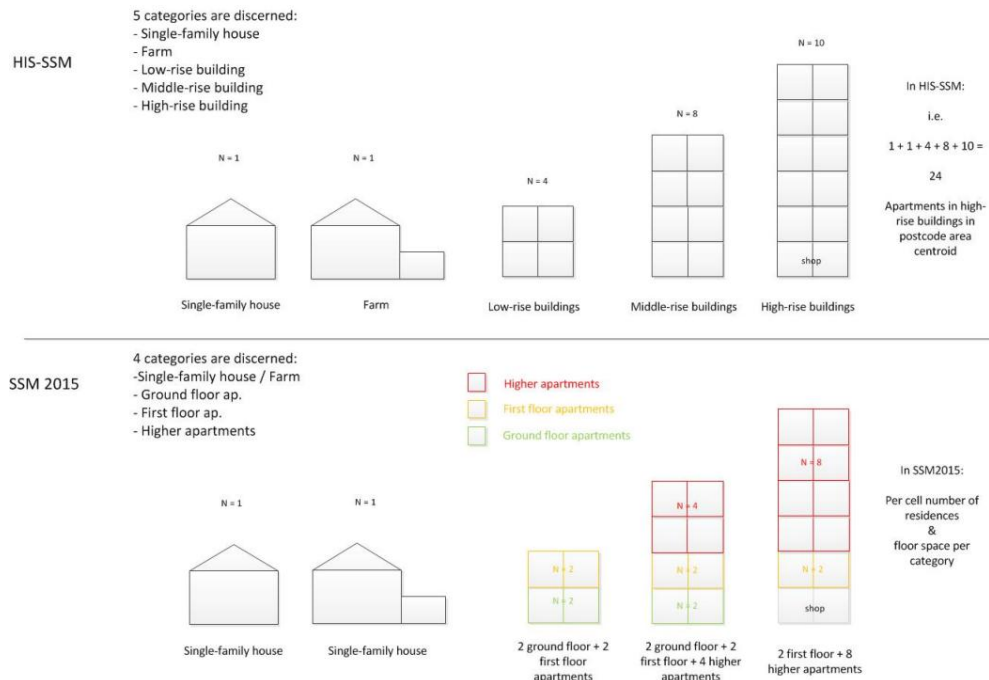 HIS-SSM
5 categories are discerned:
- Single-family house
- Farm
- Low-rise building
- Middle-rise building
- High-rise building
N = 1
N = 1
N = 4
N = 8
N = 10
shop
Single-family house
Farm
Low-rise buildings
Middle-rise buildings
High-rise buildings
In HIS-SSM:
i.e.
1 + 1 + 4 + 8 + 10 =
24
Apartments in high-
rise buildings in
postcode area
centroid
SSM 2015
4 categories are discerned:
-Single-family house / Farm
- Ground floor ap.
- First floor ap.
- Higher apartments
Higher apartments
First floor apartments
Ground floor apartments
N = 1
N = 1
N = 2
N = 2
N = 4
N = 2
N = 2
N = 8
N = 2
shop
Single-family house
Single-family house
2 ground floor + 2
first floor
apartments
2 ground floor + 2
first floor + 4 higher
apartments
2 first floor + 8
higher apartments
In SSM2015:
Per cell number of
residences
&
floor space per
category